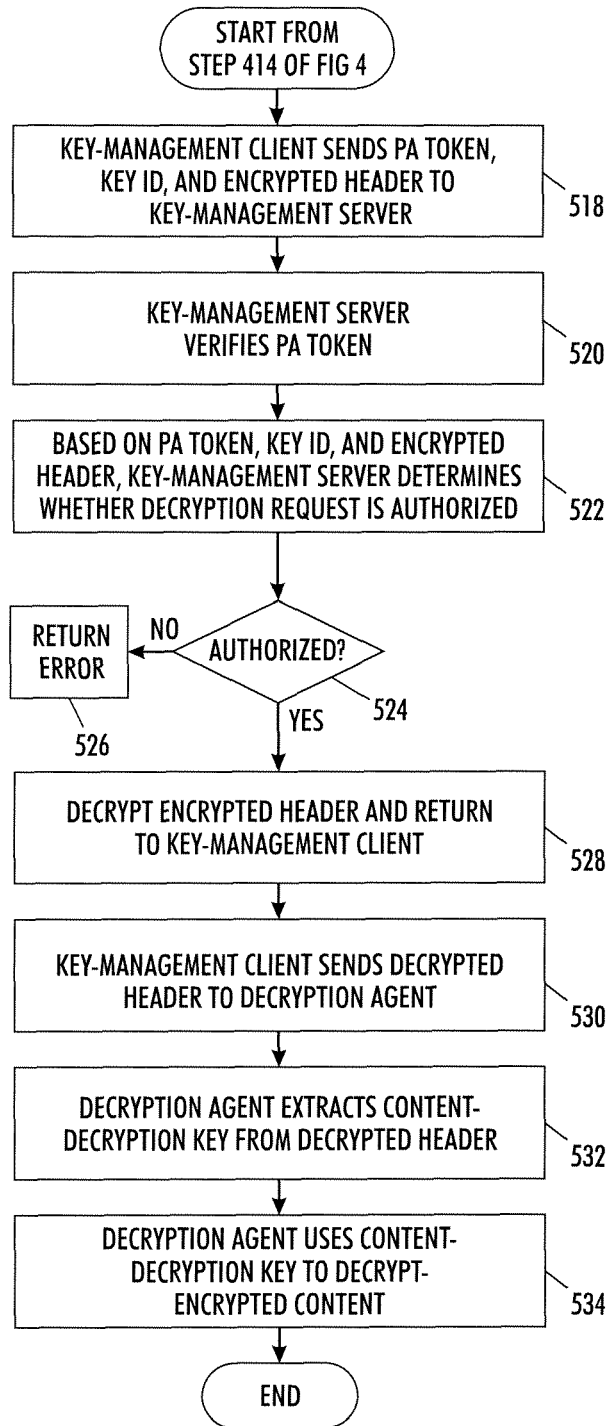 START FROM
STEP 414 OF FIG 4
KEY-MANAGEMENT CLIENT SENDS PA TOKEN,
KEY ID, AND ENCRYPTED HEADER TO
KEY-MANAGEMENT SERVER
518
KEY-MANAGEMENT SERVER
VERIFIES PA TOKEN
520
BASED ON PA TOKEN, KEY ID, AND ENCRYPTED
HEADER, KEY-MANAGEMENT SERVER DETERMINES
WHETHER DECRYPTION REQUEST IS AUTHORIZED
522
AUTHORIZED?
524
NO
RETURN
ERROR
526
YES
DECRYPT ENCRYPTED HEADER AND RETURN
TO KEY-MANAGEMENT CLIENT
528
KEY-MANAGEMENT CLIENT SENDS DECRYPTED
HEADER TO DECRYPTION AGENT
530
DECRYPTION AGENT EXTRACTS CONTENT-
DECRYPTION KEY FROM DECRYPTED HEADER
532
DECRYPTION AGENT USES CONTENT-
DECRYPTION KEY TO DECRYPT-
ENCRYPTED CONTENT
534
END